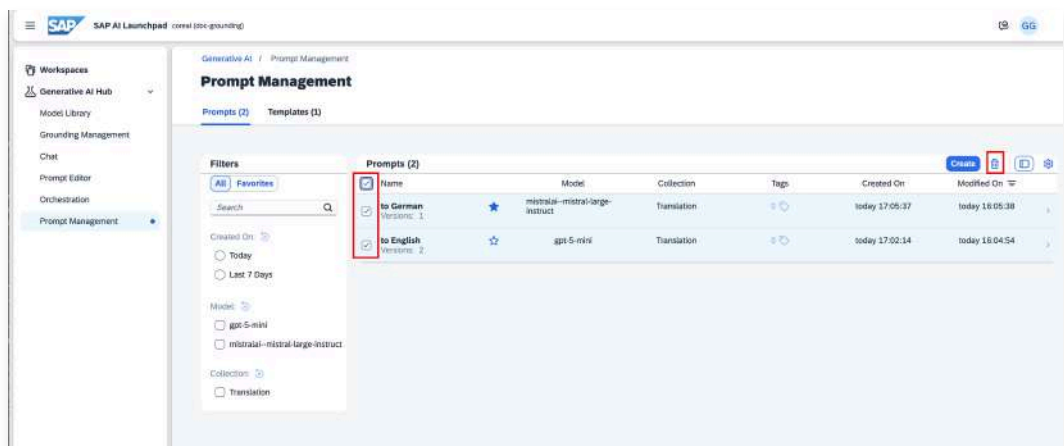 SAP SAP AI Launchpad
GG
Workspaces
Generative AI Hub
Model Library
Grounding Management
Chat
Prompt Editor
Orchestration
Prompt Management
Generative AI / Prompt Management
Prompt Management
Prompts (2) Templates (1)
Filters
All Favorites
Search
Created On:
Today
Last 7 Days
Model:
gpt-5-mini
mistralai--mistral-large-instruct
Collection:
Translation
Prompts (2) Create
Name Model Collection Tags Created On Modified On
to German mistralai--mistral-large-instruct Translation 0 today 17:05:37 today 16:05:38
Versions: 1
to English gpt-5-mini Translation 0 today 17:02:14 today 16:04:54
Versions: 2